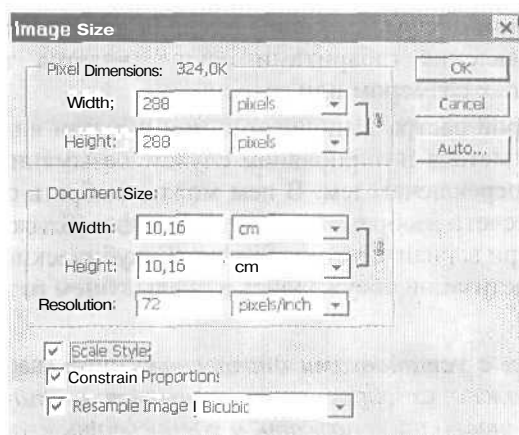 Image Size
Pixel Dimensions: 324,0K
OK
Width; 288 pixels
Cancel
Height: 288 pixels
Auto...
Document Size:
Width: 10,16 cm
Height: 10,16 cm
Resolution: 72 pixels/inch
Scale Styles
Constrain Proportions
Resample Image Bicubic